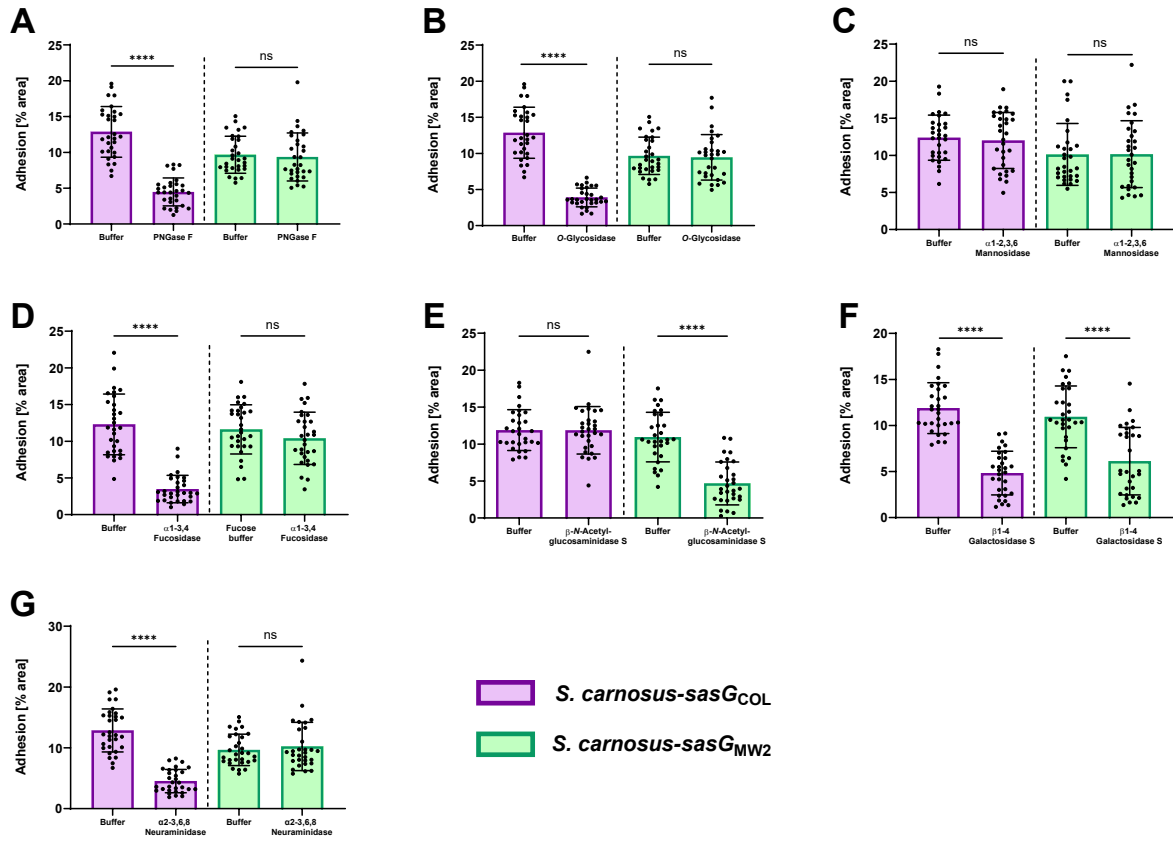 A
Adhesion [% area]
25
20
15
10
5
0
**** ns
Buffer PNGase F Buffer PNGase F
B
Adhesion [% area]
25
20
15
10
5
0
**** ns
Buffer O-Glycosidase Buffer O-Glycosidase
C
Adhesion [% area]
25
20
15
10
5
0
ns ns
Buffer α1-2,3,6 Buffer α1-2,3,6
Mannosidase Mannosidase
D
Adhesion [% area]
25
20
15
10
5
0
**** ns
Buffer α1-3,4 Fucose α1-3,4
Fucosidase buffer Fucosidase
E
Adhesion [% area]
25
20
15
10
5
0
ns ****
Buffer β-N-Acetyl- Buffer β-N-Acetyl-
glucosaminidase S glucosaminidase S
F
Adhesion [% area]
20
15
10
5
0
**** ****
Buffer β1-4 Buffer β1-4
Galactosidase S Galactosidase S
G
Adhesion [% area]
30
20
10
0
**** ns
Buffer α2-3,6,8 Buffer α2-3,6,8
Neuraminidase Neuraminidase
S. carnosus-sasGCOL
S. carnosus-sasGMW2